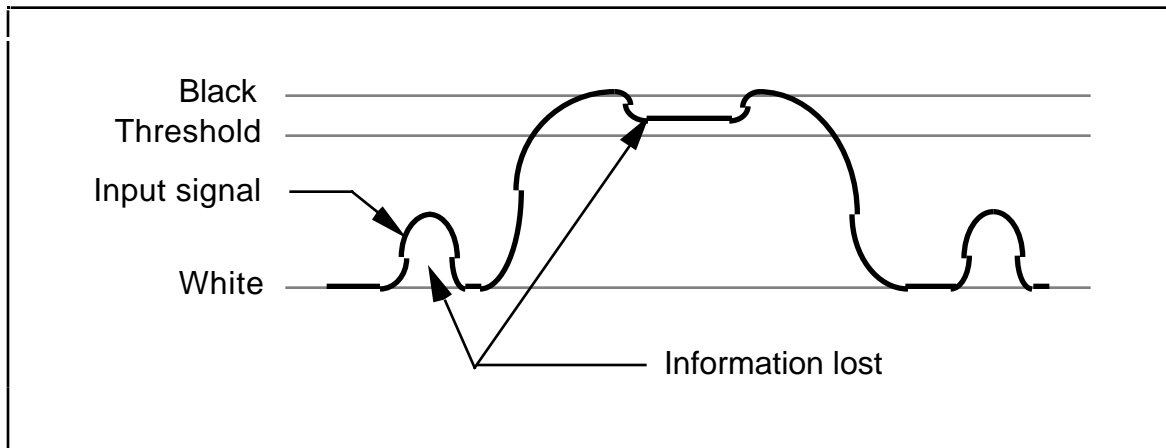 Black
Threshold
Input signal
White
Information lost